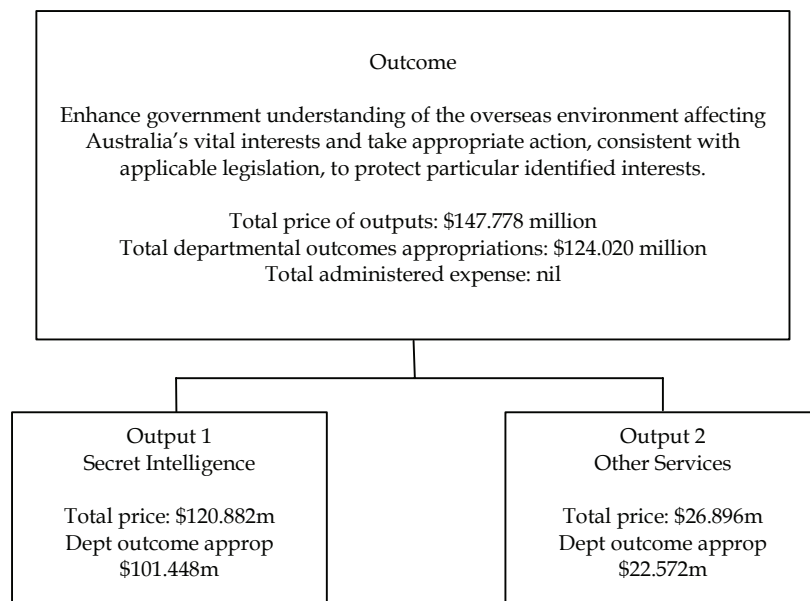 Outcome
Enhance government understanding of the overseas environment affecting
Australia’s vital interests and take appropriate action, consistent with
applicable legislation, to protect particular identified interests.
Total price of outputs: $147.778 million
Total departmental outcomes appropriations: $124.020 million
Total administered expense: nil
Output 1
Secret Intelligence
Total price: $120.882m
Dept outcome approp
$101.448m
Output 2
Other Services
Total price: $26.896m
Dept outcome approp
$22.572m